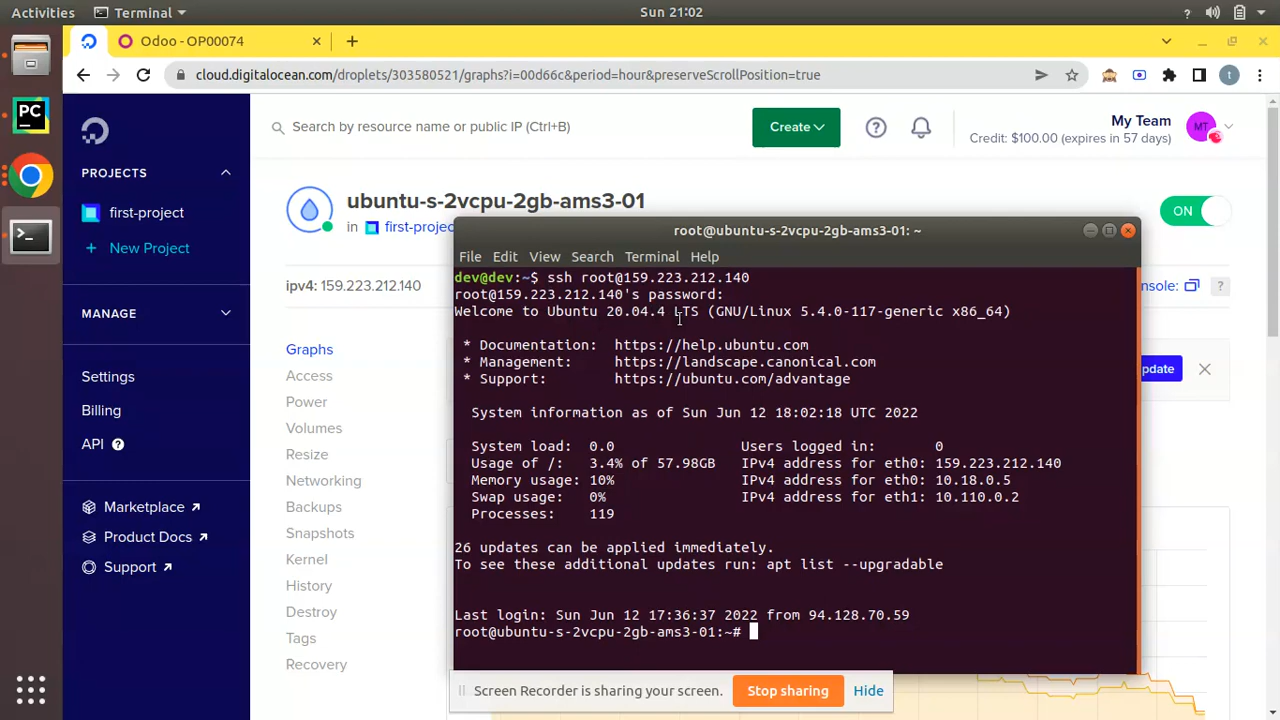 Activities
Terminal
Sun 21:02
Odoo - OP00074
cloud.digitalocean.com/droplets/303580521/graphs?i=00d66c&period=hour&preserveScrollPosition=true
t
PC
PROJECTS
first-project
New Project
MANAGE
Settings
Billing
API
Marketplace
Product Docs
Support
Search by resource name or public IP (Ctrl+B)
Create
My Team
Credit: $100.00 (expires in 57 days)
MT
ubuntu-s-2vcpu-2gb-ams3-01
in first-projec
ON
ipv4: 159.223.212.140
nsole:
?
pdate
Graphs
Access
Power
Volumes
Resize
Networking
Backups
Snapshots
Kernel
History
Destroy
Tags
Recovery
root@ubuntu-s-2vcpu-2gb-ams3-01: ~
File Edit View Search Terminal Help
dev@dev:~$ ssh root@159.223.212.140
root@159.223.212.140's password:
Welcome to Ubuntu 20.04.4 LTS (GNU/Linux 5.4.0-117-generic x86_64)
* Documentation: https://help.ubuntu.com
* Management: https://landscape.canonical.com
* Support: https://ubuntu.com/advantage
System information as of Sun Jun 12 18:02:18 UTC 2022
System load: 0.0 Users logged in: 0
Usage of /: 3.4% of 57.98GB IPv4 address for eth0: 159.223.212.140
Memory usage: 10% IPv4 address for eth0: 10.18.0.5
Swap usage: 0% IPv4 address for eth1: 10.110.0.2
Processes: 119
26 updates can be applied immediately.
To see these additional updates run: apt list --upgradable
Last login: Sun Jun 12 17:36:37 2022 from 94.128.70.59
root@ubuntu-s-2vcpu-2gb-ams3-01:~#
Screen Recorder is sharing your screen.
Stop sharing
Hide